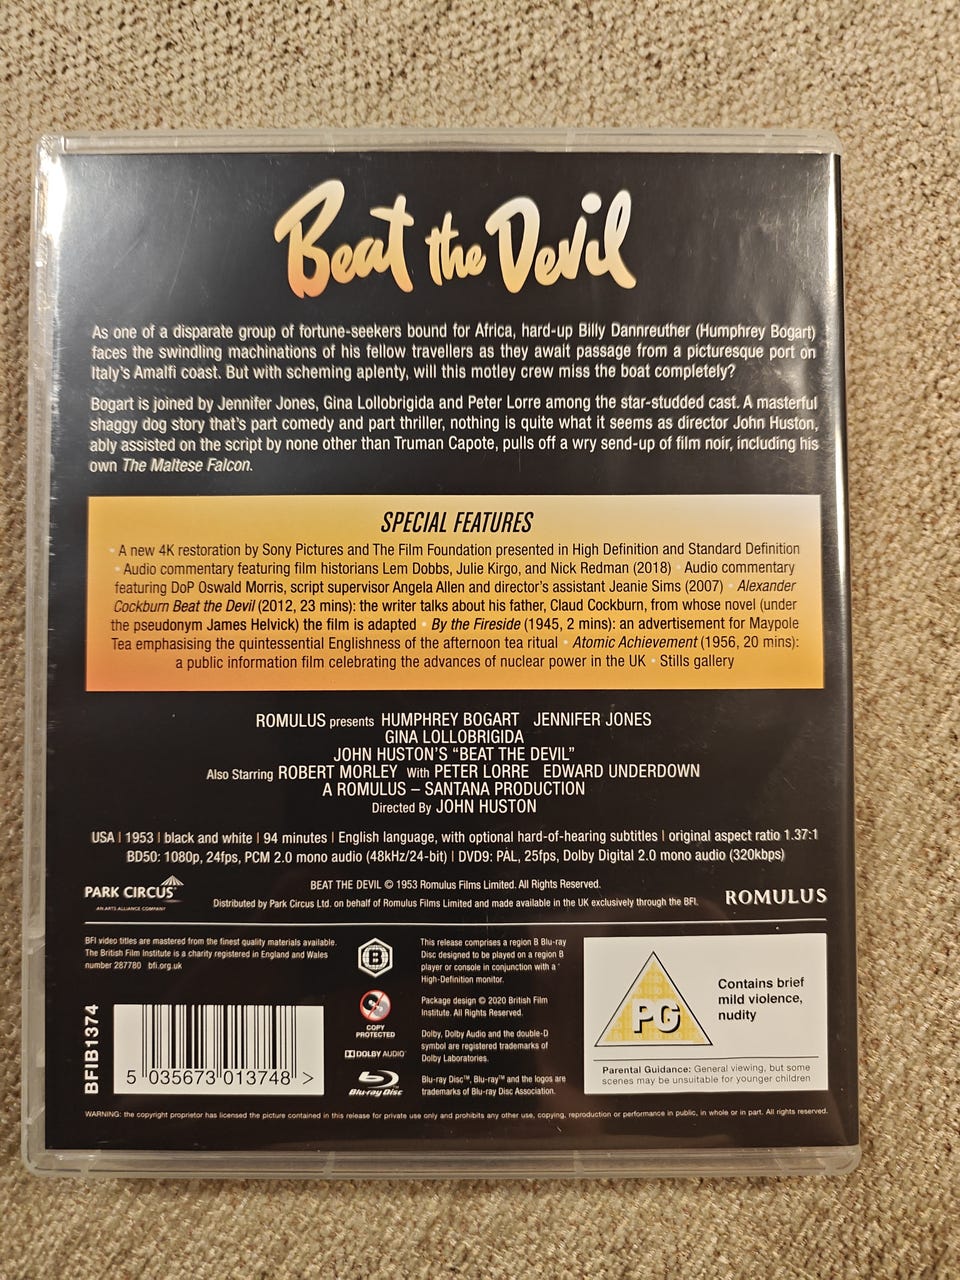 Beat the Devil
As one of a disparate group of fortune-seekers bound for Africa, hard-up Billy Dannreuther (Humphrey Bogart)
faces the swindling machinations of his fellow travellers as they await passage from a picturesque port on
Italy's Amalfi coast. But with scheming aplenty, will this motley crew miss the boat completely?
Bogart is joined by Jennifer Jones, Gina Lollobrigida and Peter Lorre among the star-studded cast. A masterful
shaggy dog story that's part comedy and part thriller, nothing is quite what it seems as director John Huston,
ably assisted on the script by none other than Truman Capote, pulls off a wry send-up of film noir, including his
own The Maltese Falcon.
SPECIAL FEATURES
• A new 4K restoration by Sony Pictures and The Film Foundation presented in High Definition and Standard Definition
• Audio commentary featuring film historians Lem Dobbs, Julie Kirgo, and Nick Redman (2018) • Audio commentary
featuring DoP Oswald Morris, script supervisor Angela Allen and director's assistant Jeanie Sims (2007) • Alexander
Cockburn Beat the Devil (2012, 23 mins): the writer talks about his father, Claud Cockburn, from whose novel (under
the pseudonym James Helvick) the film is adapted • By the Fireside (1945, 2 mins): an advertisement for Maypole
Tea emphasising the quintessential Englishness of the afternoon tea ritual • Atomic Achievement (1956, 20 mins):
a public information film celebrating the advances of nuclear power in the UK • Stills gallery
ROMULUS presents HUMPHREY BOGART JENNIFER JONES
GINA LOLLOBRIGIDA
JOHN HUSTON'S "BEAT THE DEVIL"
Also Starring ROBERT MORLEY With PETER LORRE EDWARD UNDERDOWN
A ROMULUS – SANTANA PRODUCTION
Directed By JOHN HUSTON
USA | 1953 | black and white | 94 minutes | English language, with optional hard-of-hearing subtitles | original aspect ratio 1.37:1
BD50: 1080p, 24fps, PCM 2.0 mono audio (48kHz/24-bit) | DVD9: PAL, 25fps, Dolby Digital 2.0 mono audio (320kbps)
PARK CIRCUS
AN ARTS ALLIANCE COMPANY
BEAT THE DEVIL © 1953 Romulus Films Limited. All Rights Reserved.
Distributed by Park Circus Ltd. on behalf of Romulus Films Limited and made available in the UK exclusively through the BFI.
ROMULUS
BFI video titles are mastered from the finest quality materials available.
The British Film Institute is a charity registered in England and Wales
number 287780 bfi.org.uk
BFIB1374
5 035673 013748 >
B
COPY
PROTECTED
DOLBY AUDIO™
Blu-ray Disc
This release comprises a region B Blu-ray
Disc designed to be played on a region B
player or console in conjunction with a
High-Definition monitor.
Package design © 2020 British Film
Institute. All Rights Reserved.
Dolby, Dolby Audio and the double-D
symbol are registered trademarks of
Dolby Laboratories.
Blu-ray Disc™, Blu-ray™ and the logos are
trademarks of Blu-ray Disc Association.
PG
Contains brief
mild violence,
nudity
Parental Guidance: General viewing, but some
scenes may be unsuitable for younger children
WARNING: the copyright proprietor has licensed the picture contained in this release for private use only and prohibits any other use, copying, reproduction or performance in public, in whole or in part. All rights reserved.